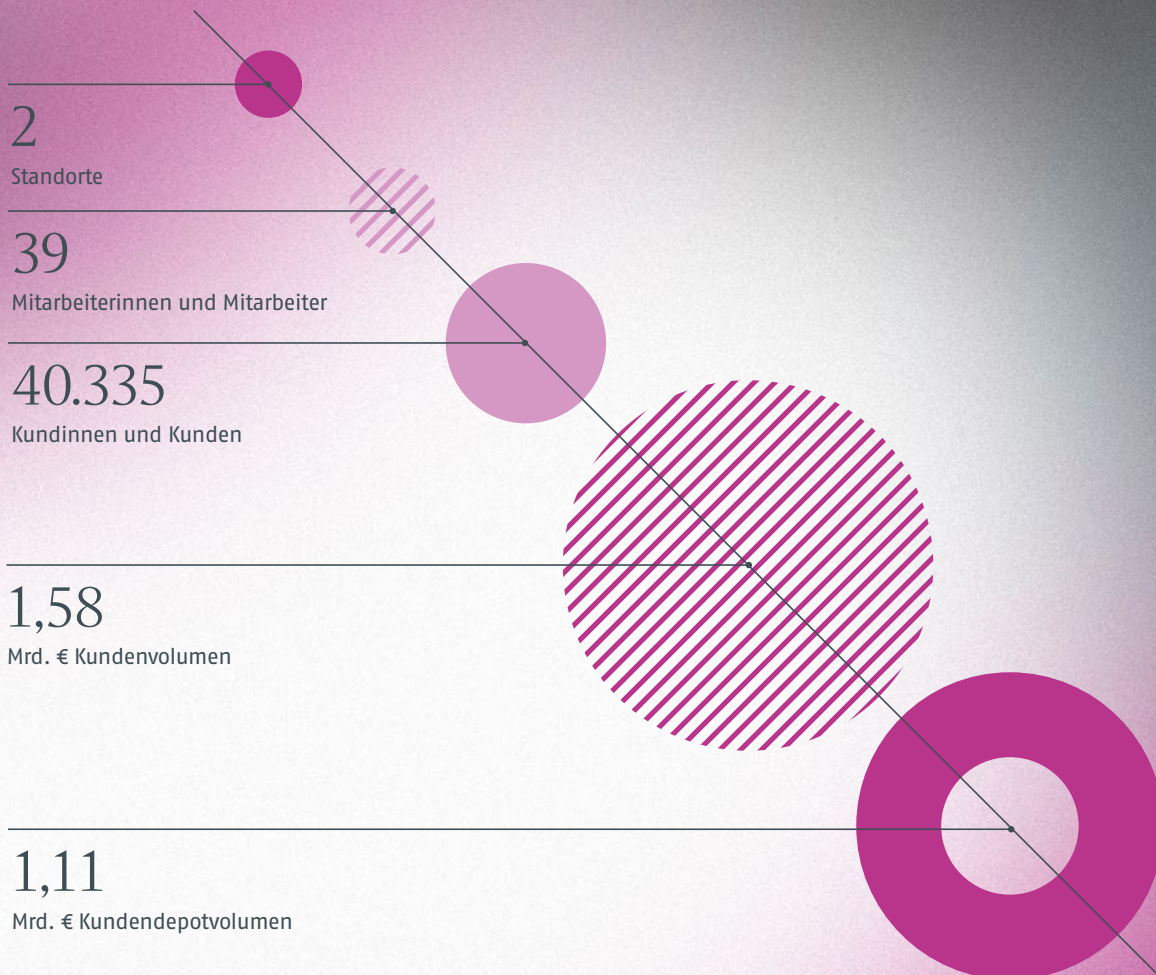 2
Standorte
39
Mitarbeiterinnen und Mitarbeiter
40.335
Kundinnen und Kunden
1,58
Mrd. € Kundenvolumen
1,11
Mrd. € Kundendepotvolumen